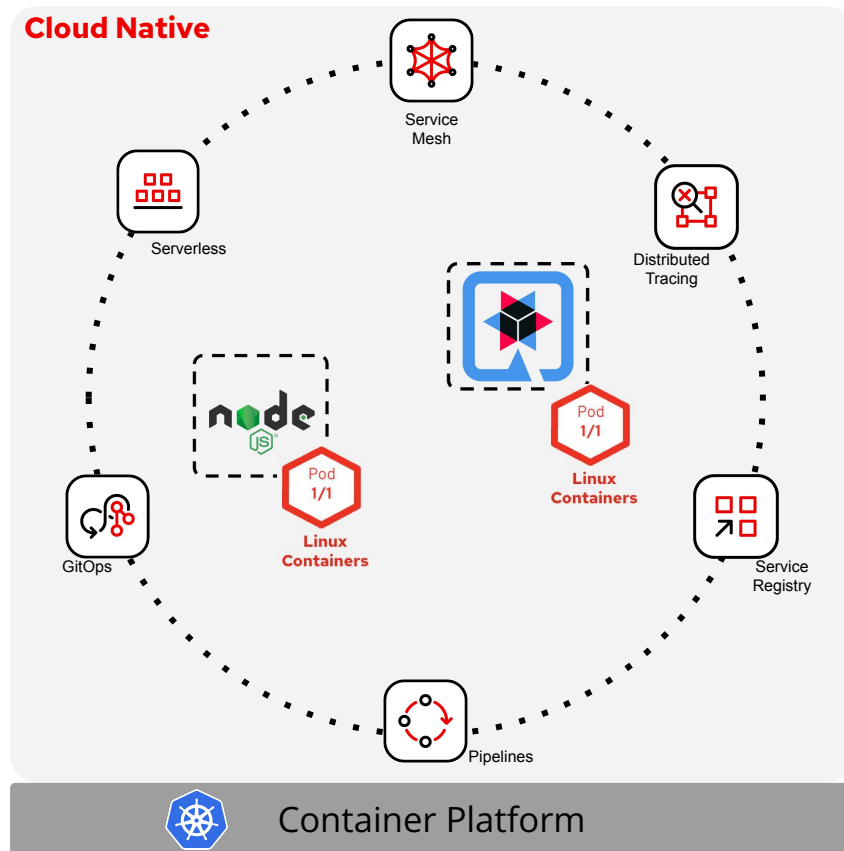 Cloud Native
Service
Mesh
Serverless
Distributed
Tracing
node
JS
Pod
1/1
Linux
Containers
Pod
1/1
Linux
Containers
GitOps
Service
Registry
Pipelines
Container Platform